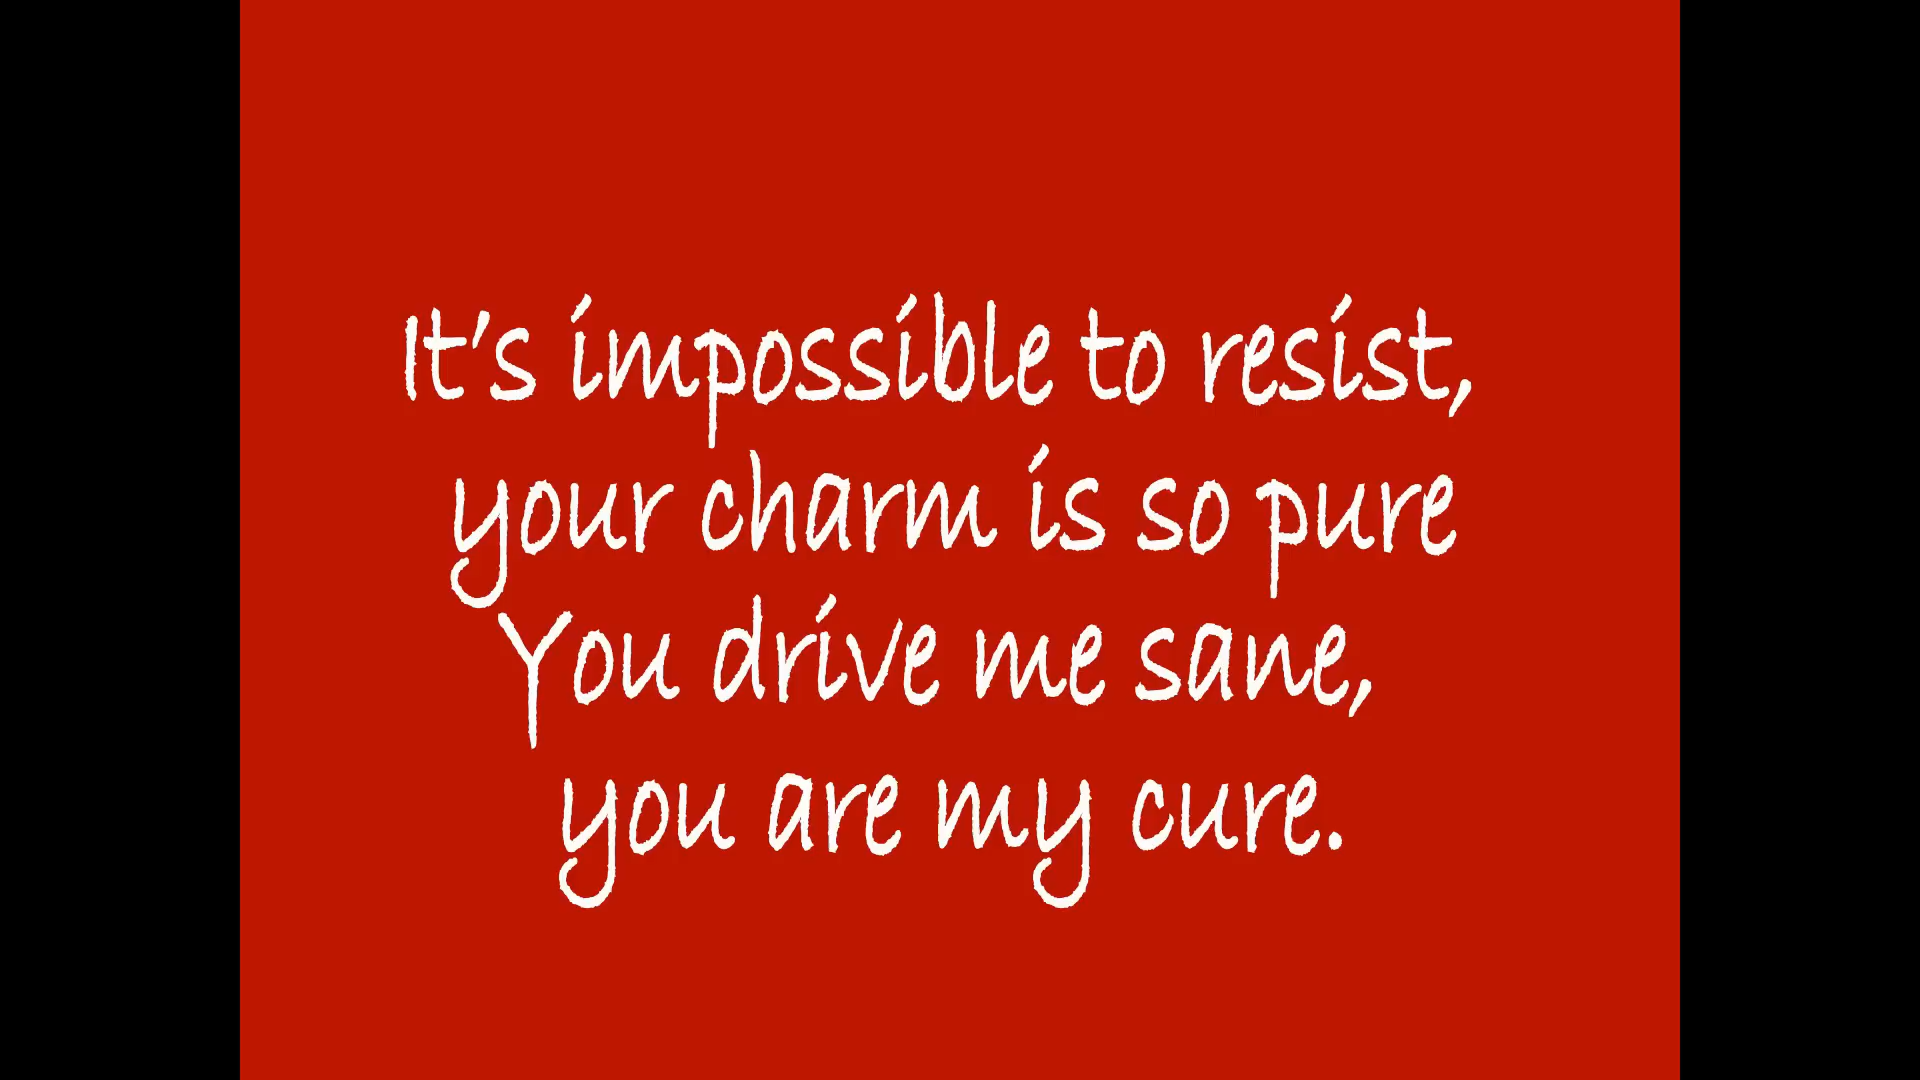 It's impossible to resist,
your charm is so pure
You drive me sane,
you are my cure.